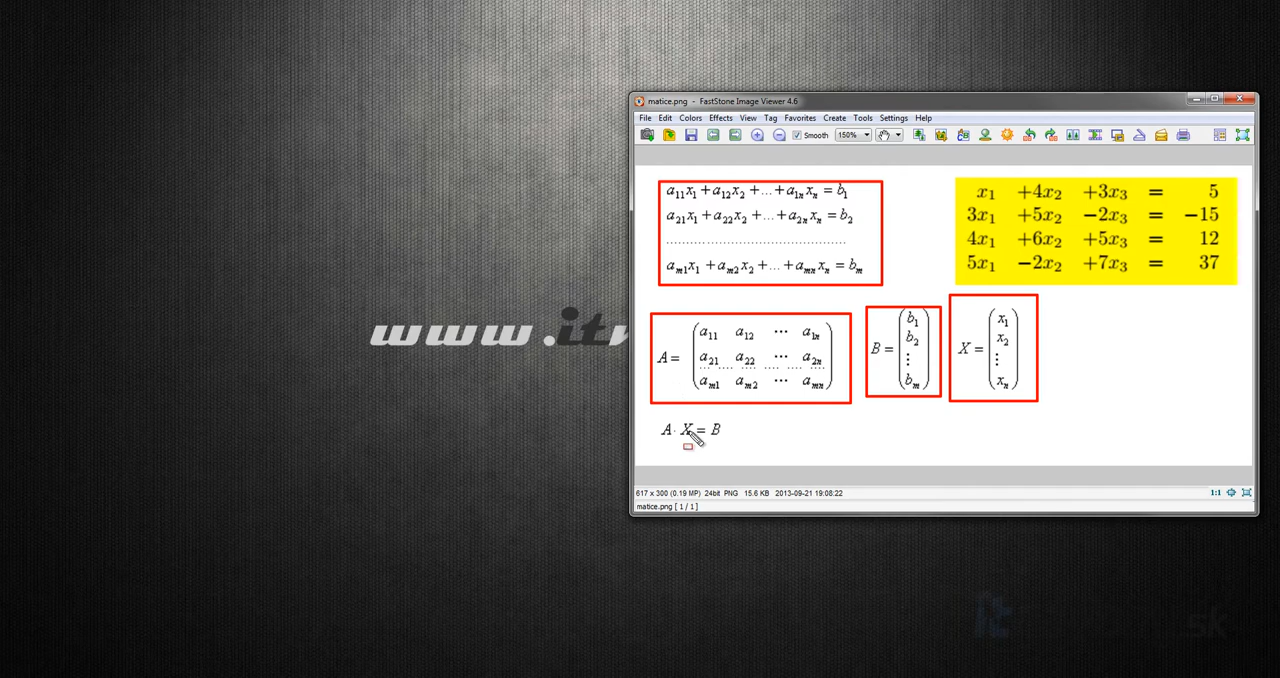 matice.png - FastStone Image Viewer 4.6
File Edit Colors Effects View Tag Favorites Create Tools Settings Help
Smooth 150%
a₁₁x₁ + a₁₂x₂ + ... + a₁ₙxₙ = b₁
a₂₁x₁ + a₂₂x₂ + ... + a₂ₙxₙ = b₂
..............................................
aₘ₁x₁ + aₘ₂x₂ + ... + aₘₙxₙ = bₘ
x₁ +4x₂ +3x₃ = 5
3x₁ +5x₂ −2x₃ = −15
4x₁ +6x₂ +5x₃ = 12
5x₁ −2x₂ +7x₃ = 37
www.it
A =
a₁₁ a₁₂ ⋯ a₁ₙ
a₂₁ a₂₂ ⋯ a₂ₙ
.... .... .... ....
aₘ₁ aₘ₂ ⋯ aₘₙ
B =
b₁
b₂
⋮
bₘ
X =
x₁
x₂
⋮
xₙ
A · X = B
617 x 300 (0.19 MP) 24bit PNG 15.6 KB 2013-09-21 19:08:22
1:1
matice.png [ 1 / 1 ]
it
sk